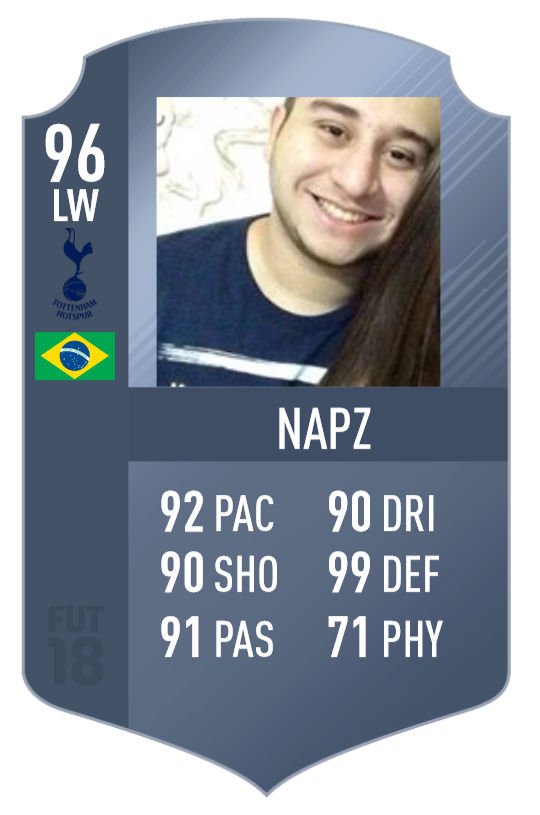 96
LW
TOTTENHAM
HOTSPUR
NAPZ
92 PAC 90 DRI
90 SHO 99 DEF
91 PAS 71 PHY
FUT
18